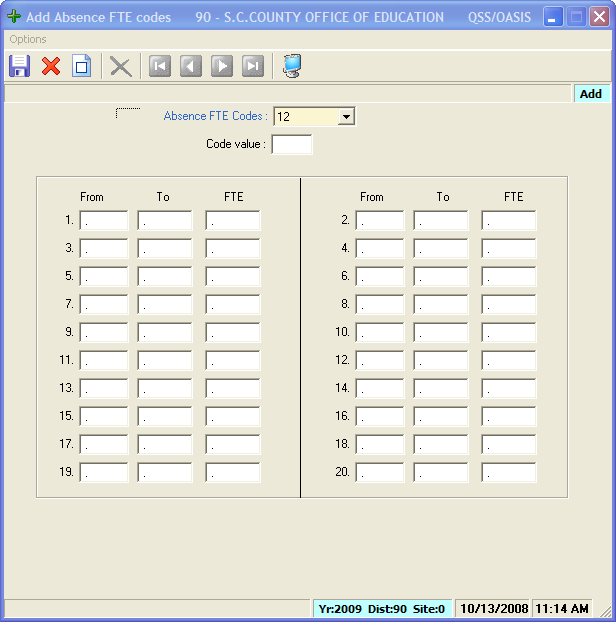 Add Absence FTE codes 90 - S.C.COUNTY OFFICE OF EDUCATION QSS/OASIS
Options
Add
Absence FTE Codes : 12
Code value :
From To FTE From To FTE
1. . . . 2. . . .
3. . . . 4. . . .
5. . . . 6. . . .
7. . . . 8. . . .
9. . . . 10. . . .
11. . . . 12. . . .
13. . . . 14. . . .
15. . . . 16. . . .
17. . . . 18. . . .
19. . . . 20. . . .
Yr:2009 Dist:90 Site:0 10/13/2008 11:14 AM